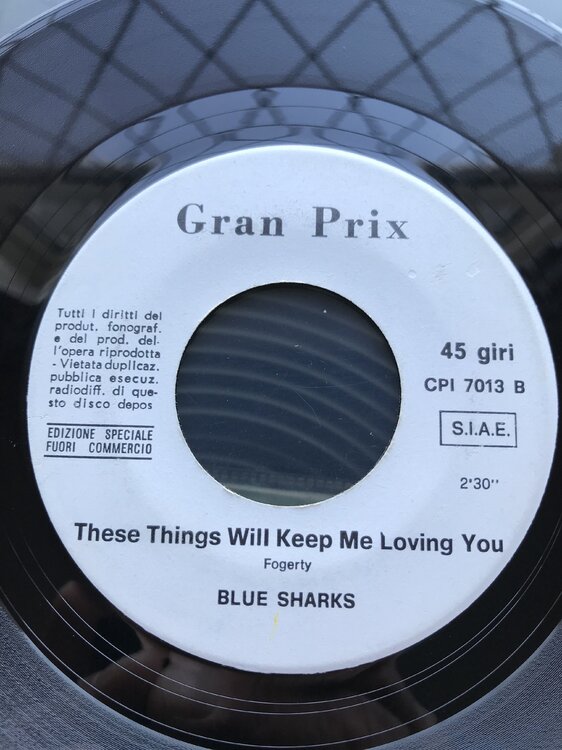 Gran Prix
Tutti i diritti del
produt. fonograf.
e del prod. del-
l'opera riprodotta
- Vietata duplicaz.
pubblica esecuz.
radiodiff. di que-
sto disco depos
EDIZIONE SPECIALE
FUORI COMMERCIO
45 giri
CPI 7013 B
S.I.A.E.
2'30''
These Things Will Keep Me Loving You
Fogerty
BLUE SHARKS